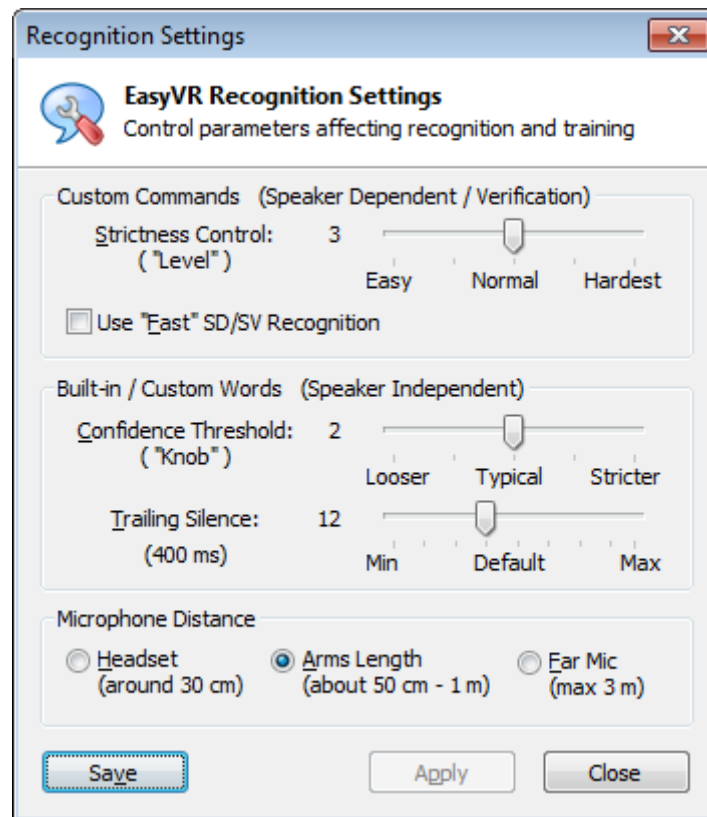 Recognition Settings
EasyVR Recognition Settings
Control parameters affecting recognition and training
Custom Commands (Speaker Dependent / Verification)
Strictness Control: 3
( "Level" )
Easy Normal Hardest
Use "Fast" SD/SV Recognition
Built-in / Custom Words (Speaker Independent)
Confidence Threshold: 2
( "Knob" )
Looser Typical Stricter
Trailing Silence: 12
(400 ms)
Min Default Max
Microphone Distance
Headset Arms Length Far Mic
(around 30 cm) (about 50 cm - 1 m) (max 3 m)
Save Apply Close